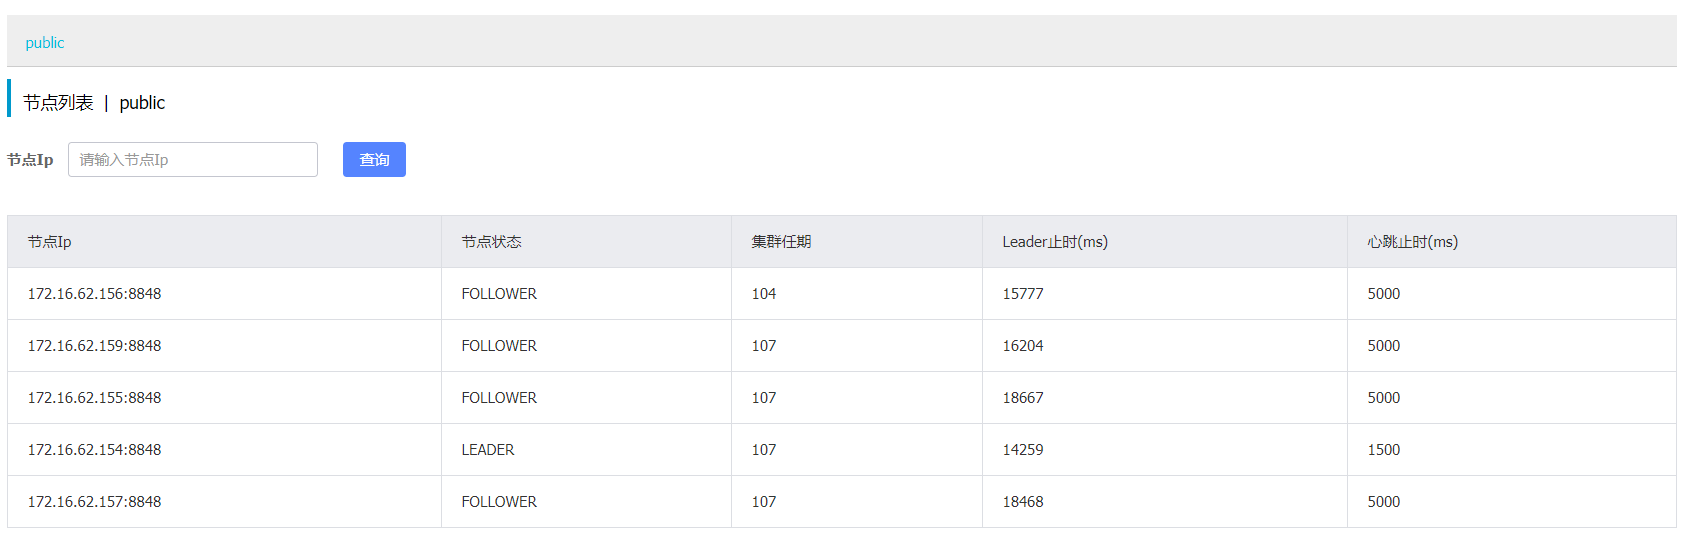 public
节点列表 | public
节点Ip 请输入节点Ip 查询
节点Ip 节点状态 集群任期 Leader止时(ms) 心跳止时(ms)
172.16.62.156:8848 FOLLOWER 104 15777 5000
172.16.62.159:8848 FOLLOWER 107 16204 5000
172.16.62.155:8848 FOLLOWER 107 18667 5000
172.16.62.154:8848 LEADER 107 14259 1500
172.16.62.157:8848 FOLLOWER 107 18468 5000